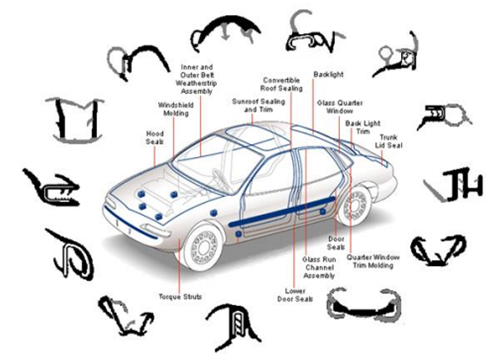 Inner and
Outer Belt
Weatherstrip
Assembly
Convertible
Roof Sealing
Backlight
Windshield
Molding
Sunroof Sealing
and Trim
Glass Quarter
Window
Back Light
Trim
Hood
Seals
Trunk
Lid Seal
Door
Seals
Glass Run
Channel
Assembly
Quarter Window
Trim Molding
Torque Struts
Lower
Door Seals